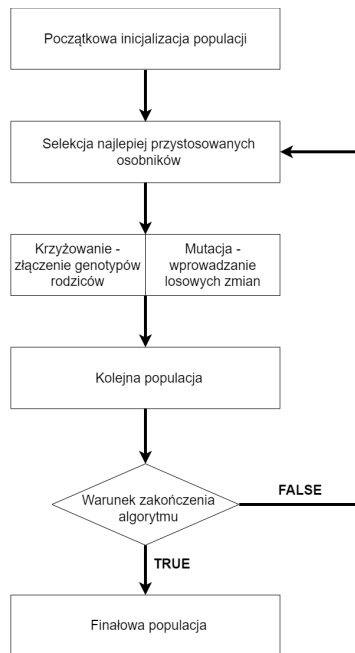 Początkowa inicjalizacja populacji
Selekcja najlepiej przystosowanych
osobników
Krzyżowanie -
złączenie genotypów
rodziców
Mutacja -
wprowadzanie
losowych zmian
Kolejna populacja
Warunek zakończenia
algorytmu
FALSE
TRUE
Finałowa populacja